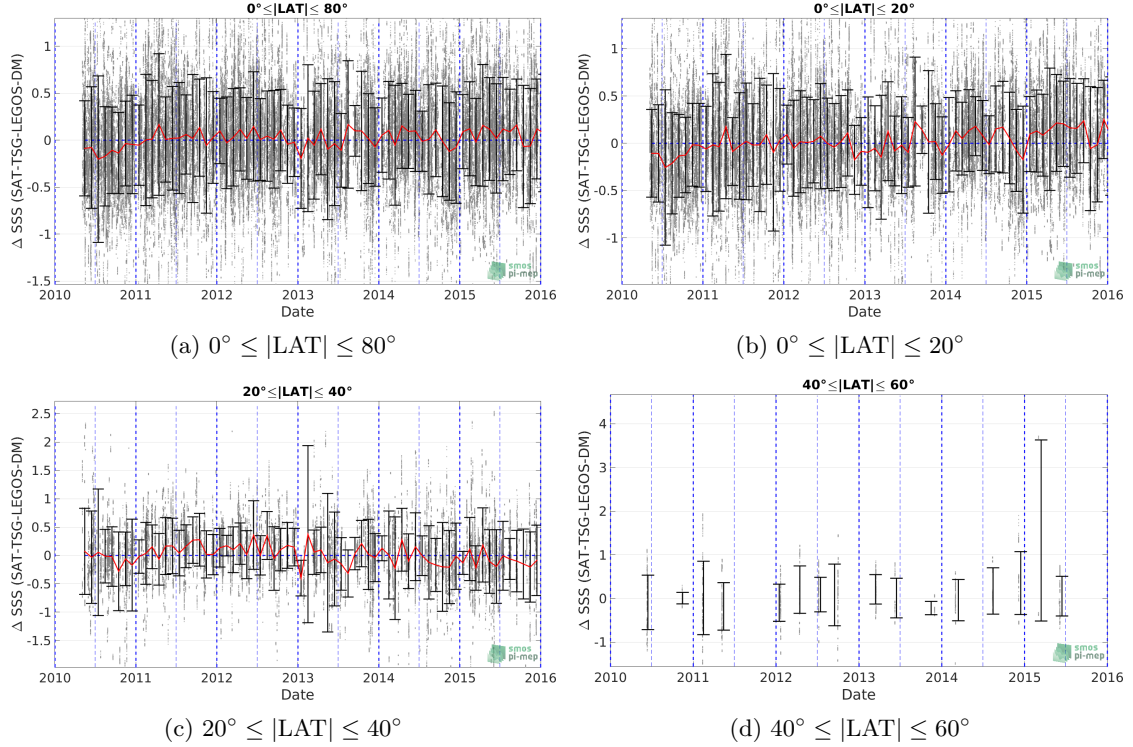 0°≤|LAT|≤ 80°
Δ SSS (SAT-TSG-LEGOS-DM)
1
0.5
0
-0.5
-1
-1.5
smos
pi-mep
2010 2011 2012 2013 2014 2015 2016
Date
(a) 0° ≤ |LAT| ≤ 80°
0°≤|LAT|≤ 20°
Δ SSS (SAT-TSG-LEGOS-DM)
1
0.5
0
-0.5
-1
smos
pi-mep
2010 2011 2012 2013 2014 2015 2016
Date
(b) 0° ≤ |LAT| ≤ 20°
20°≤|LAT|≤ 40°
Δ SSS (SAT-TSG-LEGOS-DM)
2.5
2
1.5
1
0.5
0
-0.5
-1
-1.5
smos
pi-mep
2010 2011 2012 2013 2014 2015 2016
Date
(c) 20° ≤ |LAT| ≤ 40°
40°≤|LAT|≤ 60°
Δ SSS (SAT-TSG-LEGOS-DM)
4
3
2
1
0
-1
smos
pi-mep
2010 2011 2012 2013 2014 2015 2016
Date
(d) 40° ≤ |LAT| ≤ 60°